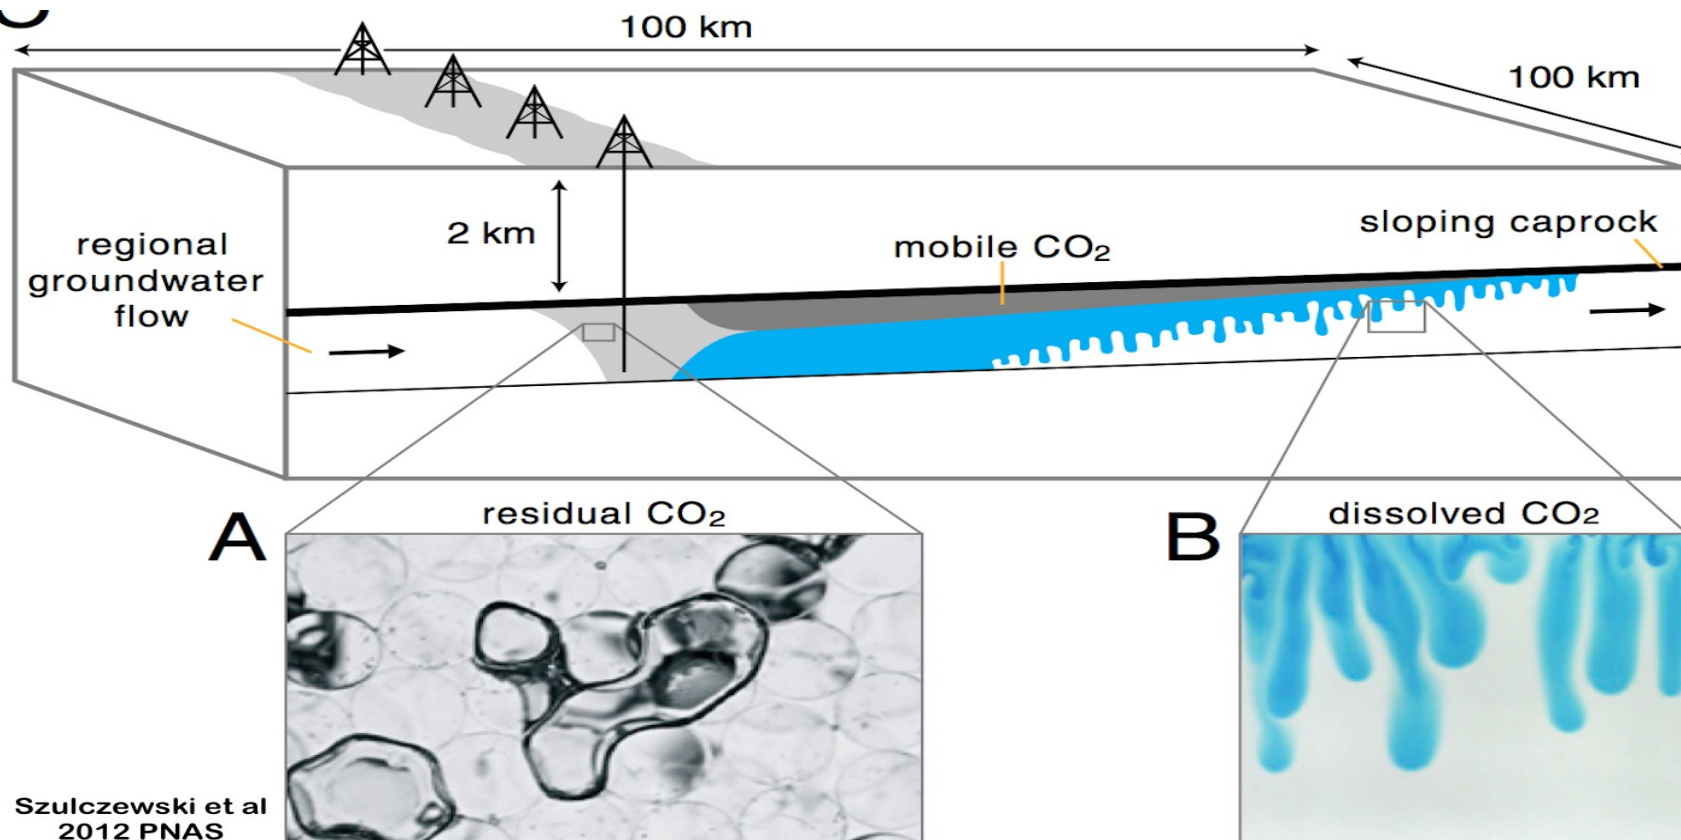 C
100 km
100 km
2 km
sloping caprock
mobile CO₂
regional
groundwater
flow
A
residual CO₂
B
dissolved CO₂
Szulczewski et al
2012 PNAS